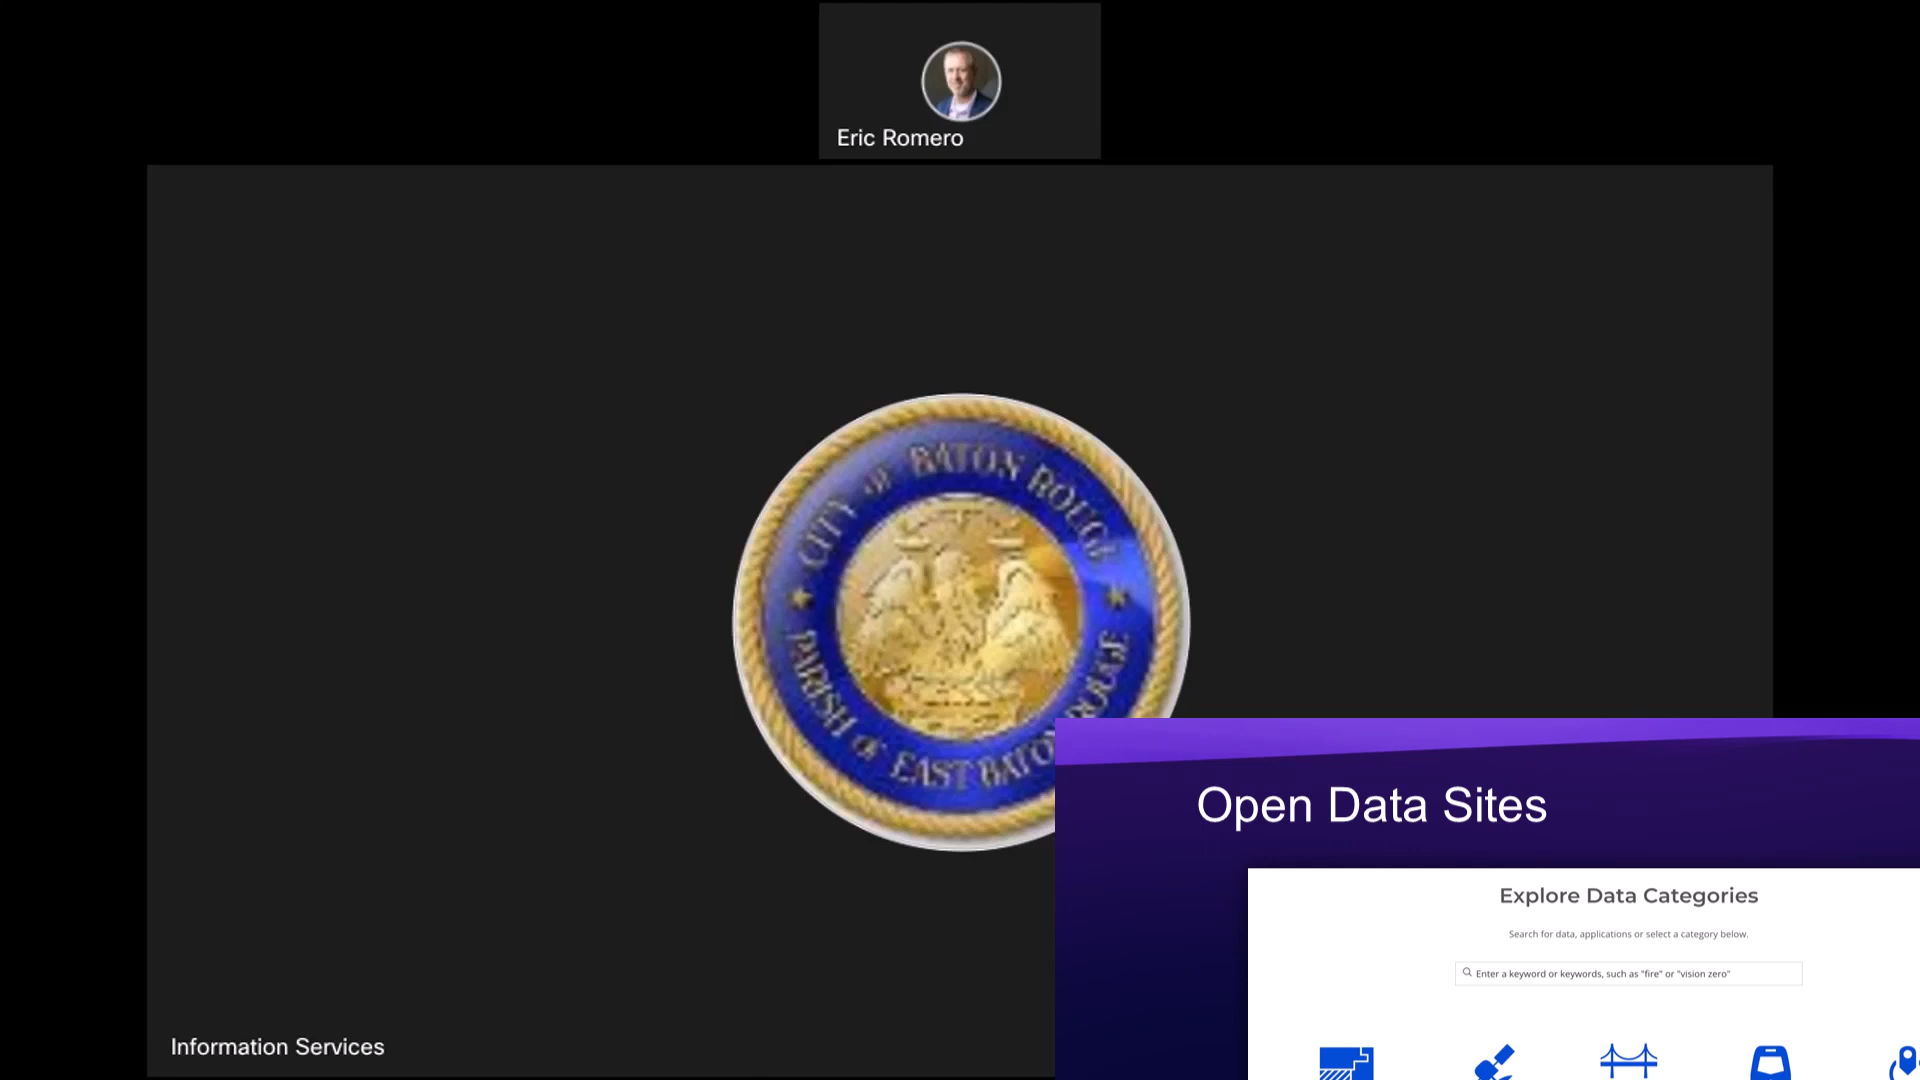 Eric Romero
CITY OF BATON ROUGE
PARISH OF EAST BATON ROUGE
Information Services
Open Data Sites
Explore Data Categories
Search for data, applications or select a category below.
Enter a keyword or keywords, such as "fire" or "vision zero"